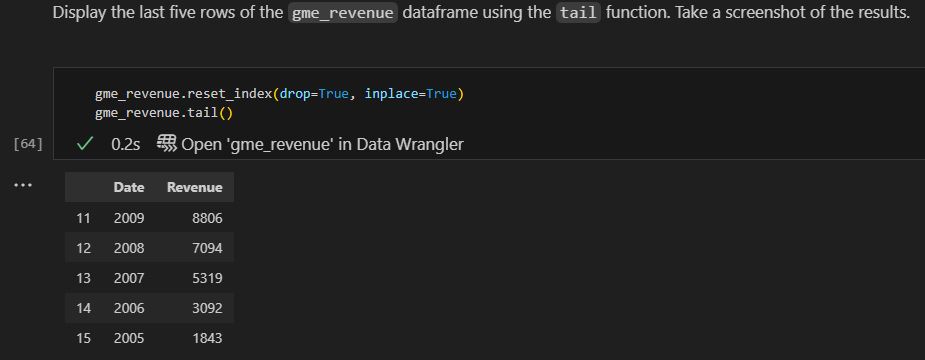 Display the last five rows of the gme_revenue dataframe using the tail function. Take a screenshot of the results.
gme_revenue.reset_index(drop=True, inplace=True)
gme_revenue.tail()
[64] ✓ 0.2s Open 'gme_revenue' in Data Wrangler
...
Date Revenue
11 2009 8806
12 2008 7094
13 2007 5319
14 2006 3092
15 2005 1843